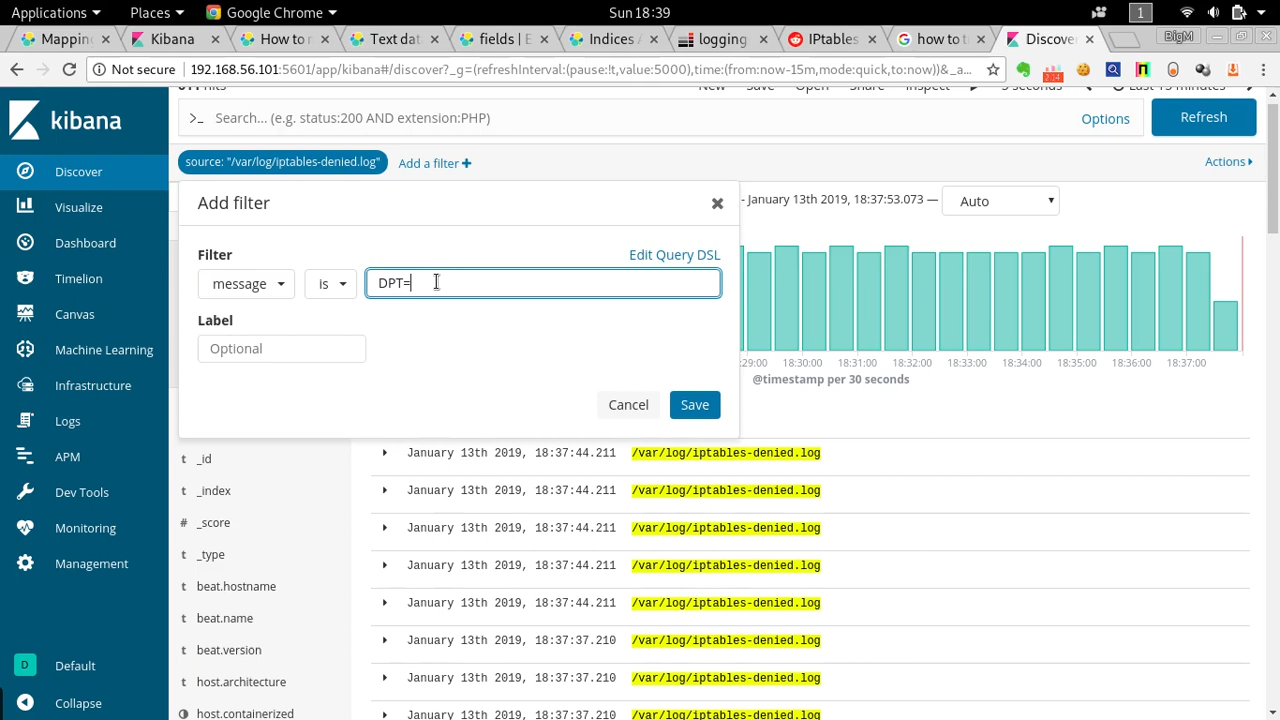 Applications
Places
Google Chrome
Sun 18:39
1
Mappin
Kibana
How to r
Text dat
fields | E
Indices A
logging
IPtables
how to t
Discove
BigM
Not secure
192.168.56.101:5601/app/kibana#/discover?_g=(refreshInterval:(pause:!t,value:5000),time:(from:now-15m,mode:quick,to:now))&_a...
kibana
New Save Open Share Inspect 5 seconds Last 15 minutes
>_ Search... (e.g. status:200 AND extension:PHP)
Options
Refresh
source: "/var/log/iptables-denied.log"
Add a filter +
Actions
Discover
Visualize
Dashboard
Timelion
Canvas
Machine Learning
Infrastructure
Logs
APM
Dev Tools
Monitoring
Management
D Default
Collapse
Add filter
Filter
Edit Query DSL
message
is
DPT=
Label
Optional
Cancel
Save
- January 13th 2019, 18:37:53.073 —
Auto
:29:00 18:30:00 18:31:00 18:32:00 18:33:00 18:34:00 18:35:00 18:36:00 18:37:00
@timestamp per 30 seconds
t _id
t _index
# _score
t _type
t beat.hostname
t beat.name
t beat.version
t host.architecture
host.containerized
January 13th 2019, 18:37:44.211 /var/log/iptables-denied.log
January 13th 2019, 18:37:44.211 /var/log/iptables-denied.log
January 13th 2019, 18:37:44.211 /var/log/iptables-denied.log
January 13th 2019, 18:37:44.211 /var/log/iptables-denied.log
January 13th 2019, 18:37:44.211 /var/log/iptables-denied.log
January 13th 2019, 18:37:37.210 /var/log/iptables-denied.log
January 13th 2019, 18:37:37.210 /var/log/iptables-denied.log
January 13th 2019, 18:37:37.210 /var/log/iptables-denied.log